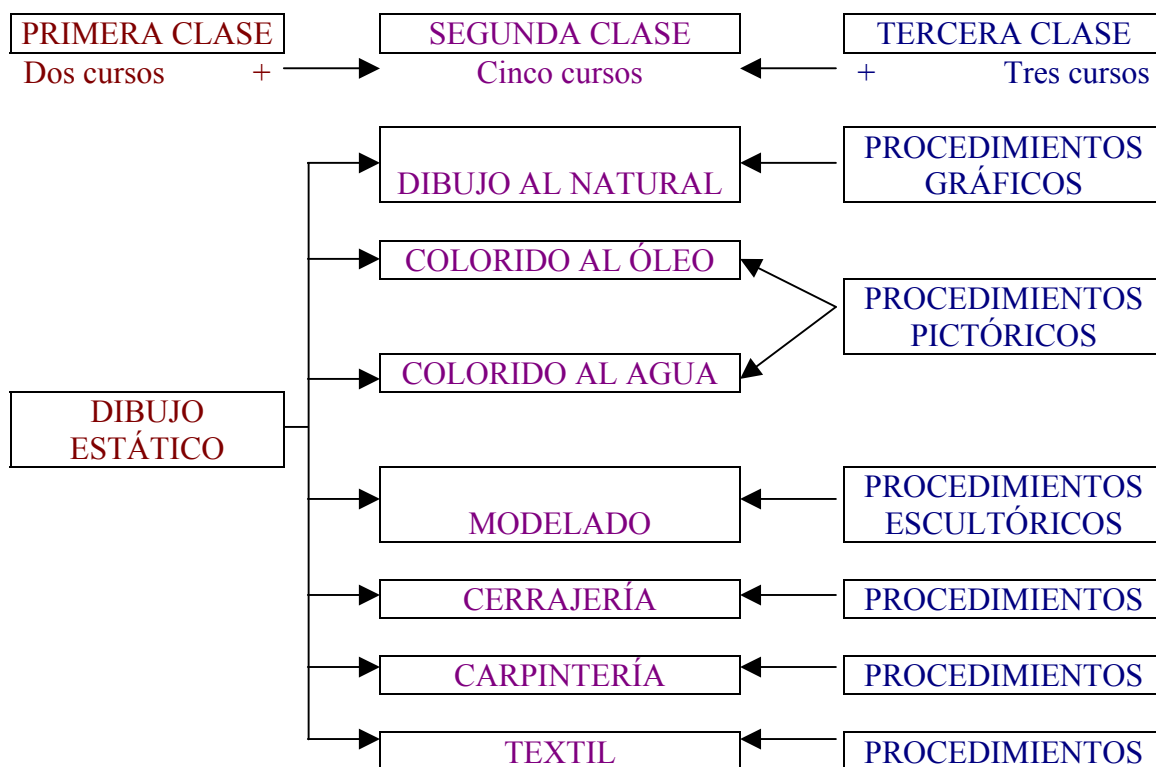 PRIMERA CLASE SEGUNDA CLASE TERCERA CLASE
Dos cursos + Cinco cursos + Tres cursos
PROCEDIMIENTOS
DIBUJO AL NATURAL GRÁFICOS
COLORIDO AL ÓLEO
PROCEDIMIENTOS
PICTÓRICOS
COLORIDO AL AGUA
DIBUJO
ESTÁTICO
PROCEDIMIENTOS
MODELADO ESCULTÓRICOS
CERRAJERÍA PROCEDIMIENTOS
CARPINTERÍA PROCEDIMIENTOS
TEXTIL PROCEDIMIENTOS